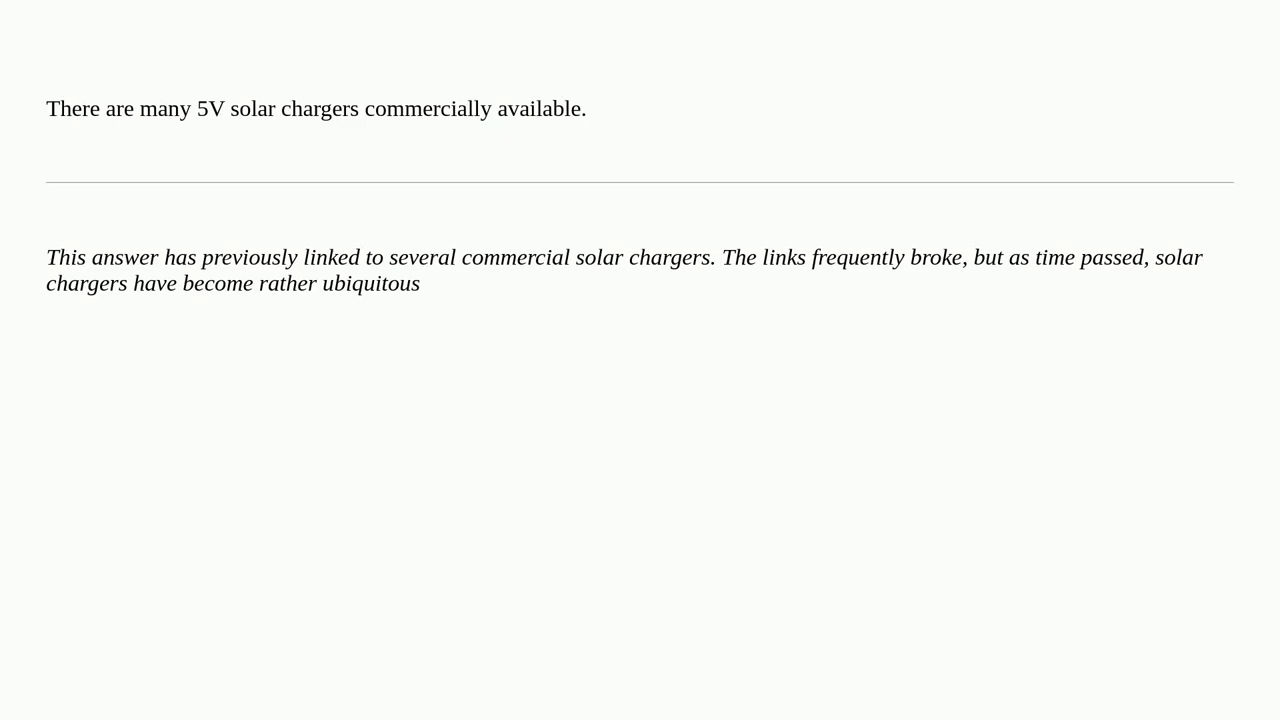 There are many 5V solar chargers commercially available.
This answer has previously linked to several commercial solar chargers. The links frequently broke, but as time passed, solar
chargers have become rather ubiquitous